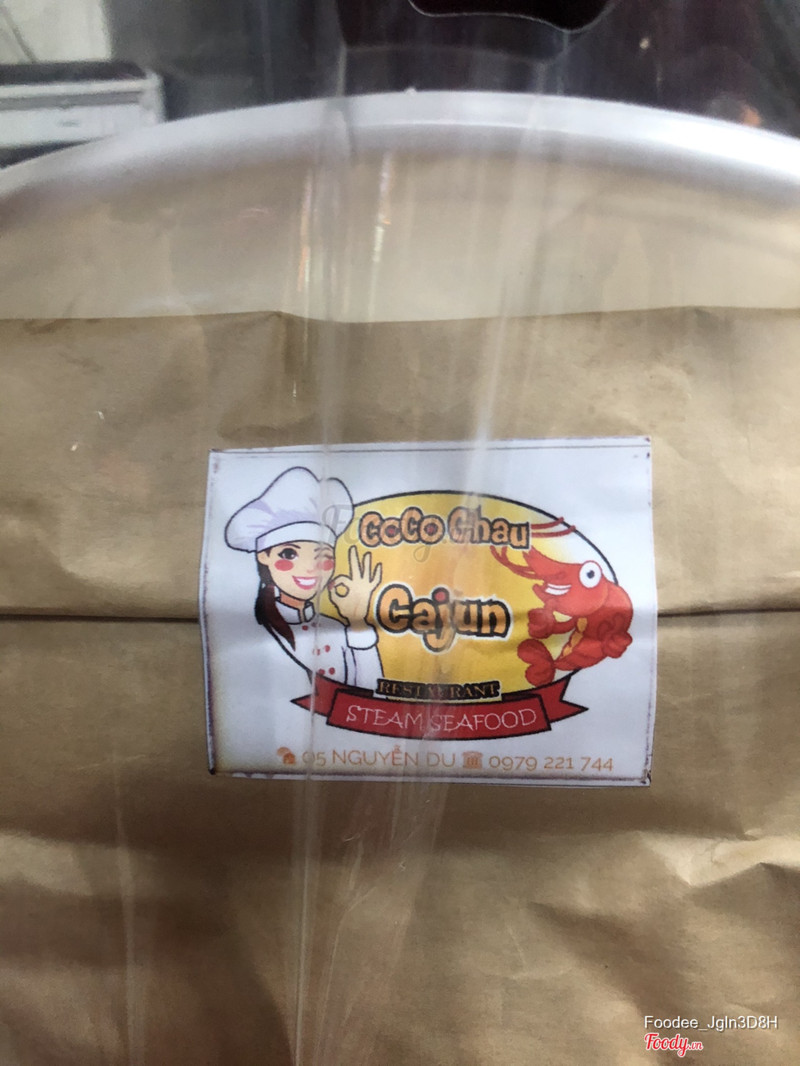 CoCo Chau
Cajun
RESTAURANT
STEAM SEAFOOD
05 NGUYỄN DU 0979 221 744
Foodee_Jgln3D8H
Foody.vn